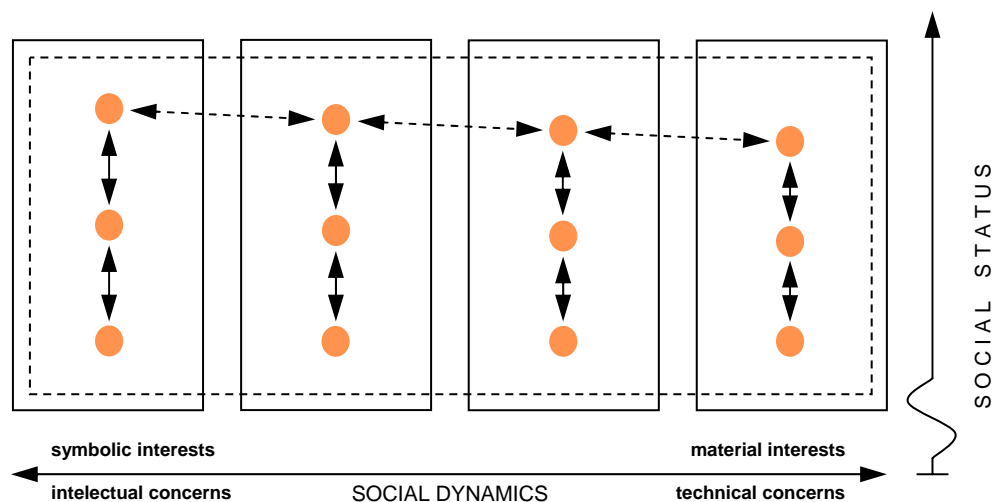 symbolic interests
material interests
intelectual concerns
SOCIAL DYNAMICS
technical concerns
SOCIAL STATUS